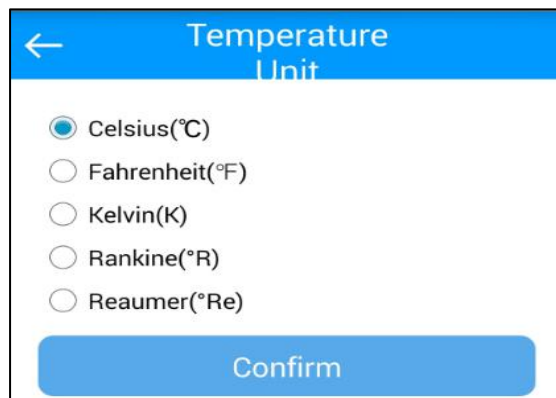 Temperature
Unit
Celsius(℃)
Fahrenheit(°F)
Kelvin(K)
Rankine(°R)
Reaumer(°Re)
Confirm